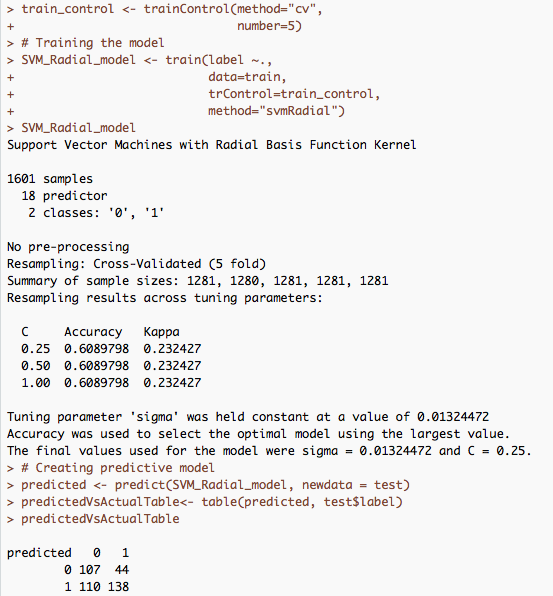 > train_control <- trainControl(method="cv",
+                               number=5)
> # Training the model
> SVM_Radial_model <- train(label ~.,
+                           data=train,
+                           trControl=train_control,
+                           method="svmRadial")
> SVM_Radial_model
Support Vector Machines with Radial Basis Function Kernel

1601 samples
  18 predictor
   2 classes: '0', '1'

No pre-processing
Resampling: Cross-Validated (5 fold)
Summary of sample sizes: 1281, 1280, 1281, 1281, 1281
Resampling results across tuning parameters:

  C     Accuracy   Kappa
  0.25  0.6089798  0.232427
  0.50  0.6089798  0.232427
  1.00  0.6089798  0.232427

Tuning parameter 'sigma' was held constant at a value of 0.01324472
Accuracy was used to select the optimal model using the largest value.
The final values used for the model were sigma = 0.01324472 and C = 0.25.
> # Creating predictive model
> predicted <- predict(SVM_Radial_model, newdata = test)
> predictedVsActualTable<- table(predicted, test$label)
> predictedVsActualTable

predicted   0   1
        0 107  44
        1 110 138